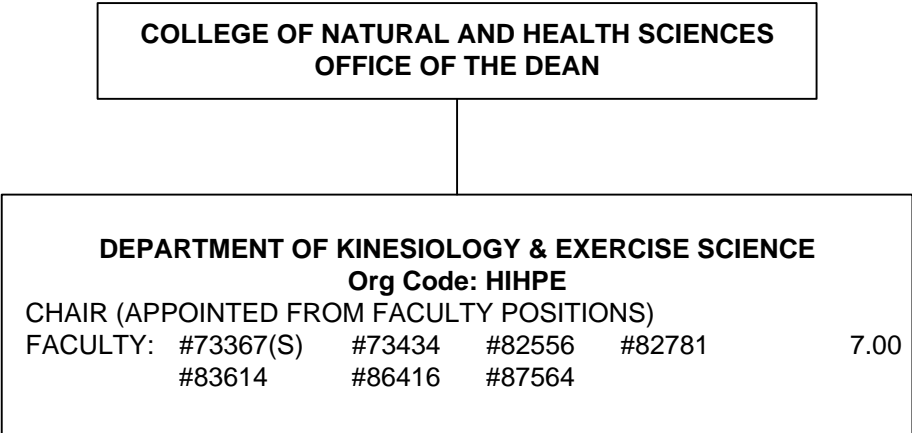 COLLEGE OF NATURAL AND HEALTH SCIENCES
OFFICE OF THE DEAN
DEPARTMENT OF KINESIOLOGY & EXERCISE SCIENCE
Org Code: HIHPE
CHAIR (APPOINTED FROM FACULTY POSITIONS)
FACULTY: #73367(S) #73434 #82556 #82781 7.00
#83614 #86416 #87564